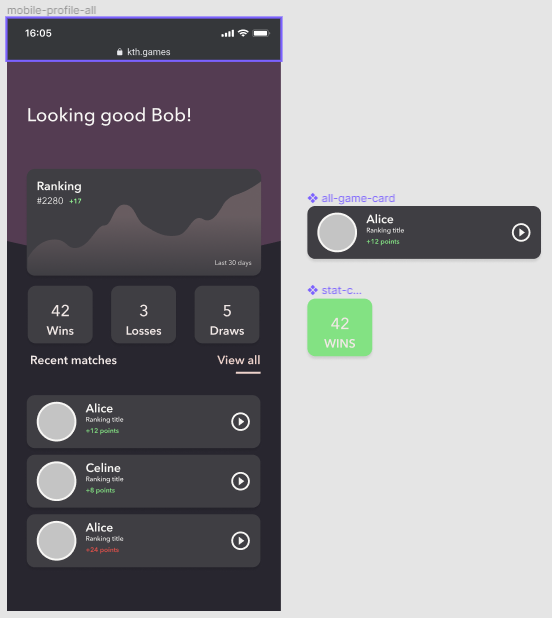 mobile-profile-all
16:05
kth.games
Looking good Bob!
Ranking
#2280 +17
Last 30 days
42
Wins
3
Losses
5
Draws
Recent matches
View all
Alice
Ranking title
+12 points
Celine
Ranking title
+8 points
Alice
Ranking title
+24 points
all-game-card
Alice
Ranking title
+12 points
stat-c...
42
WINS